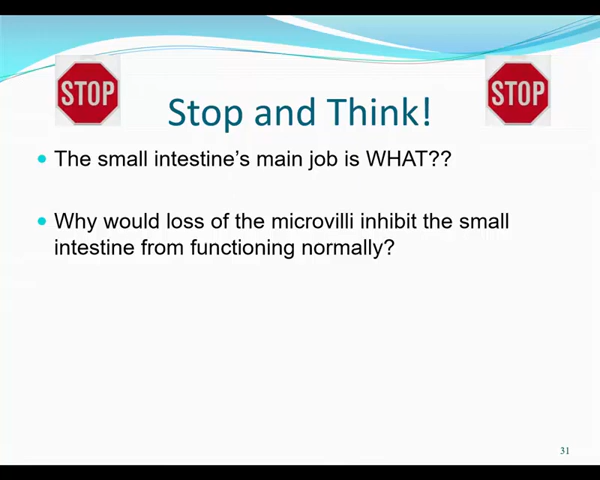 STOP
STOP
Stop and Think!
The small intestine's main job is WHAT??
Why would loss of the microvilli inhibit the small
intestine from functioning normally?
31